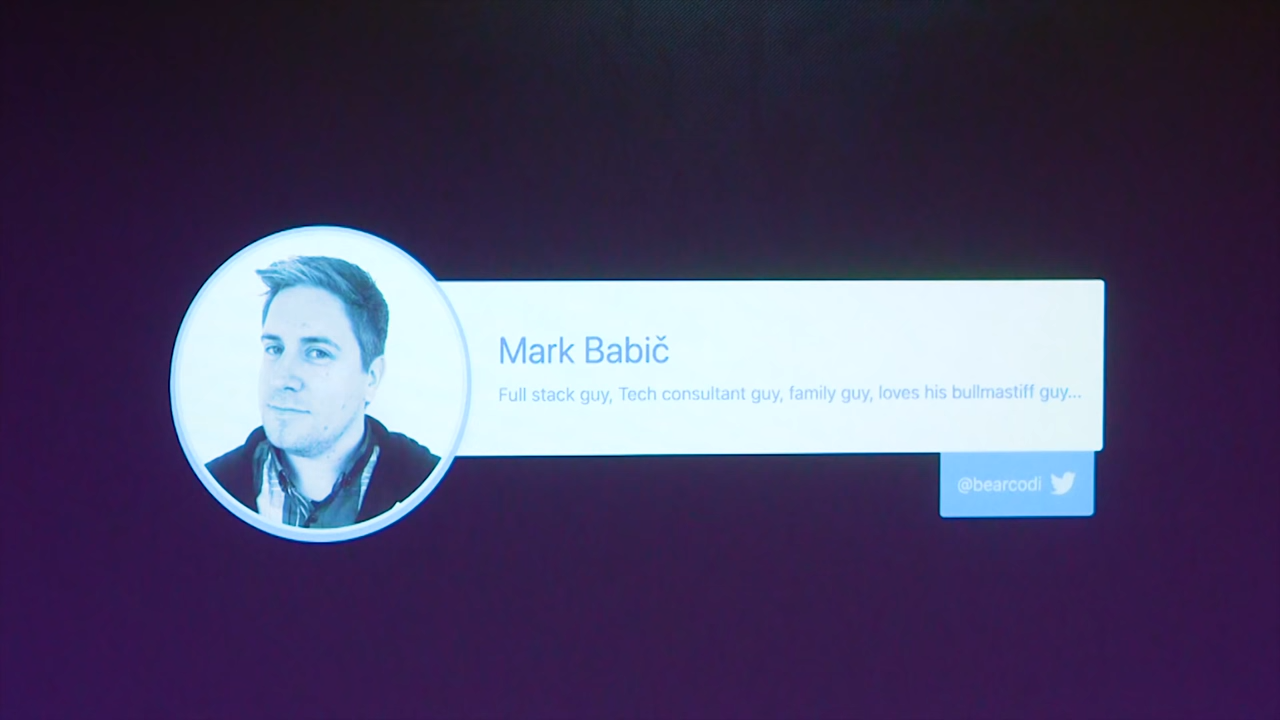 Mark Babič
Full stack guy, Tech consultant guy, family guy, loves his bullmastiff guy...
@bearcodi